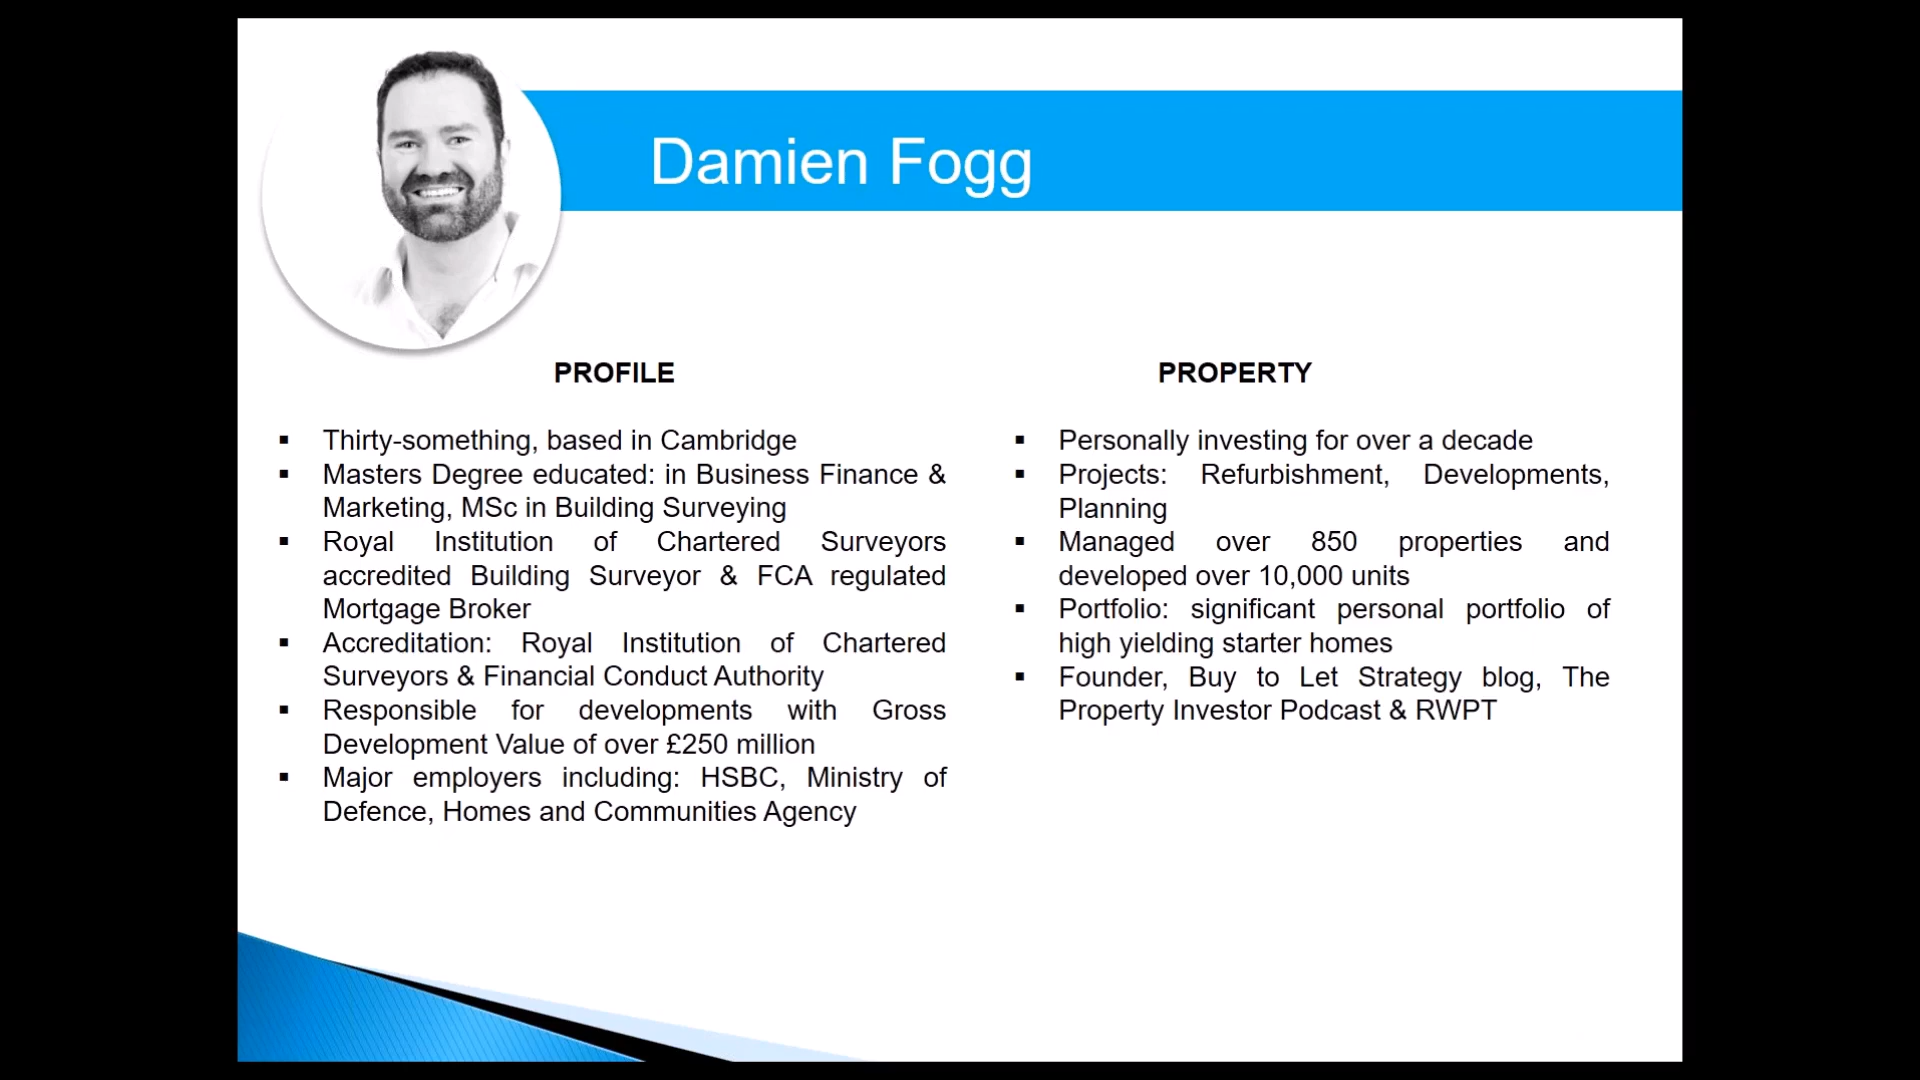 Damien Fogg
PROFILE
Thirty-something, based in Cambridge
Masters Degree educated: in Business Finance &
Marketing, MSc in Building Surveying
Royal Institution of Chartered Surveyors
accredited Building Surveyor & FCA regulated
Mortgage Broker
Accreditation: Royal Institution of Chartered
Surveyors & Financial Conduct Authority
Responsible for developments with Gross
Development Value of over £250 million
Major employers including: HSBC, Ministry of
Defence, Homes and Communities Agency
PROPERTY
Personally investing for over a decade
Projects: Refurbishment, Developments,
Planning
Managed over 850 properties and
developed over 10,000 units
Portfolio: significant personal portfolio of
high yielding starter homes
Founder, Buy to Let Strategy blog, The
Property Investor Podcast & RWPT